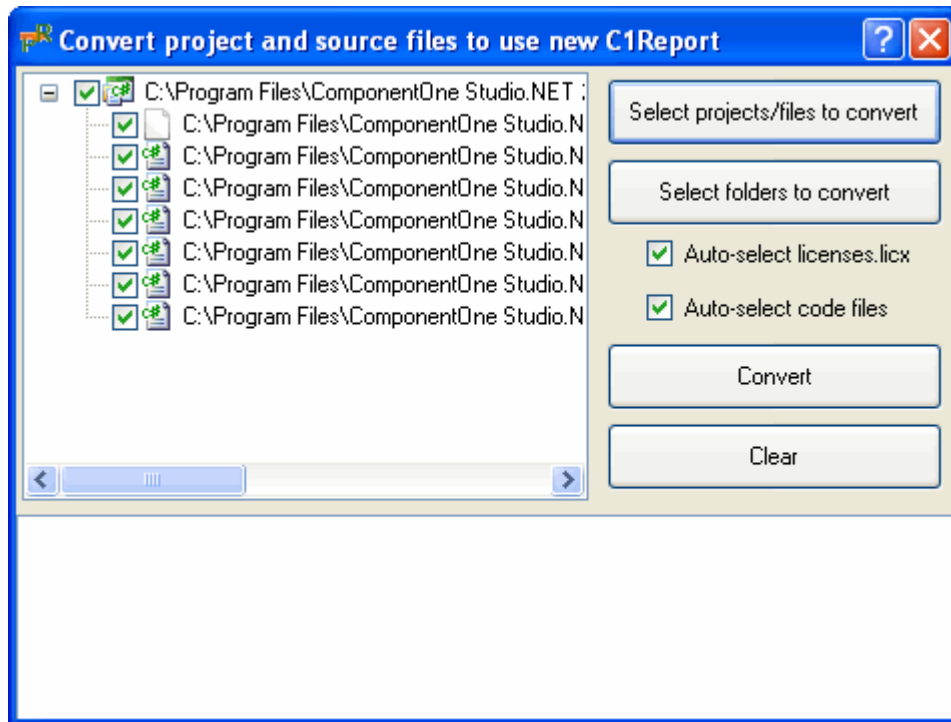 Convert project and source files to use new C1Report
C:\Program Files\ComponentOne Studio.NET 2
C:\Program Files\ComponentOne Studio.N
C:\Program Files\ComponentOne Studio.N
C:\Program Files\ComponentOne Studio.N
C:\Program Files\ComponentOne Studio.N
C:\Program Files\ComponentOne Studio.N
C:\Program Files\ComponentOne Studio.N
C:\Program Files\ComponentOne Studio.N
Select projects/files to convert
Select folders to convert
Auto-select licenses.licx
Auto-select code files
Convert
Clear